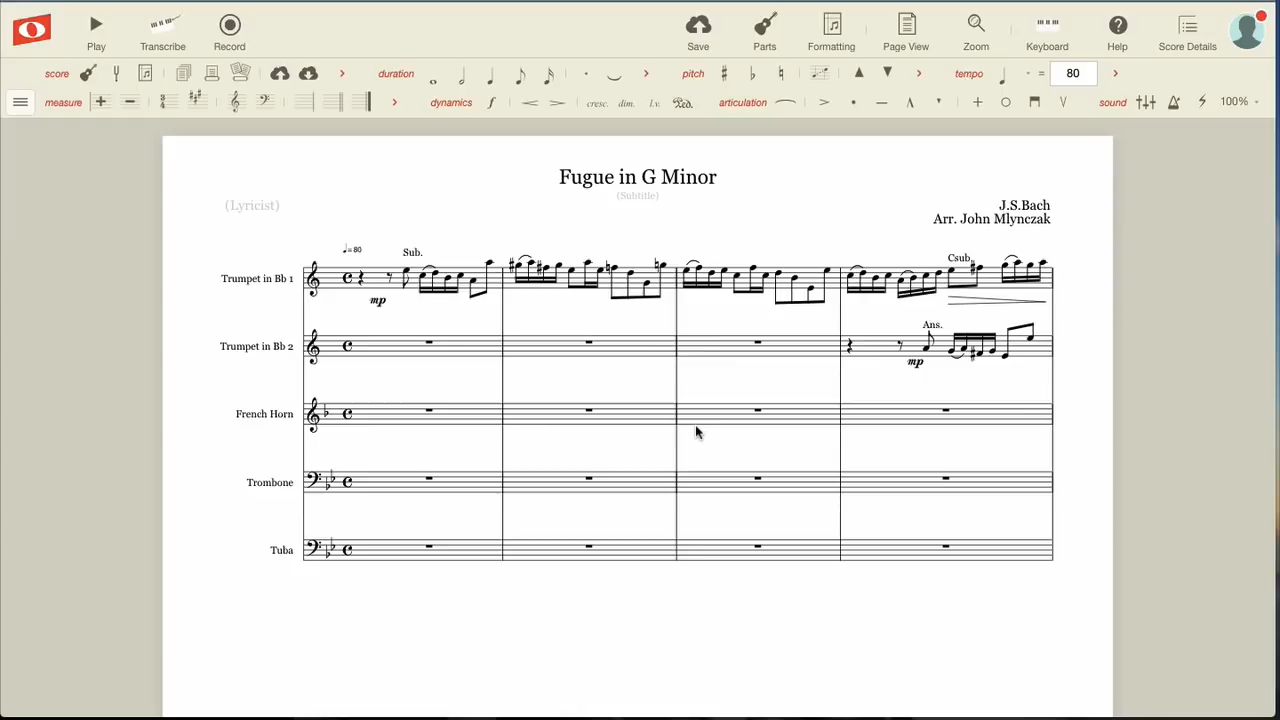 Play Transcribe Record Save Parts Formatting Page View Zoom Keyboard Help Score Details
score duration pitch tempo = 80
measure dynamics f cresc. dim. l.v. Ped. articulation sound 100%
Fugue in G Minor
(Subtitle)
(Lyricist)
J.S.Bach
Arr. John Mlynczak
=80
Sub.
Csub.
Trumpet in Bb 1
mp
Ans.
Trumpet in Bb 2
mp
French Horn
Trombone
Tuba